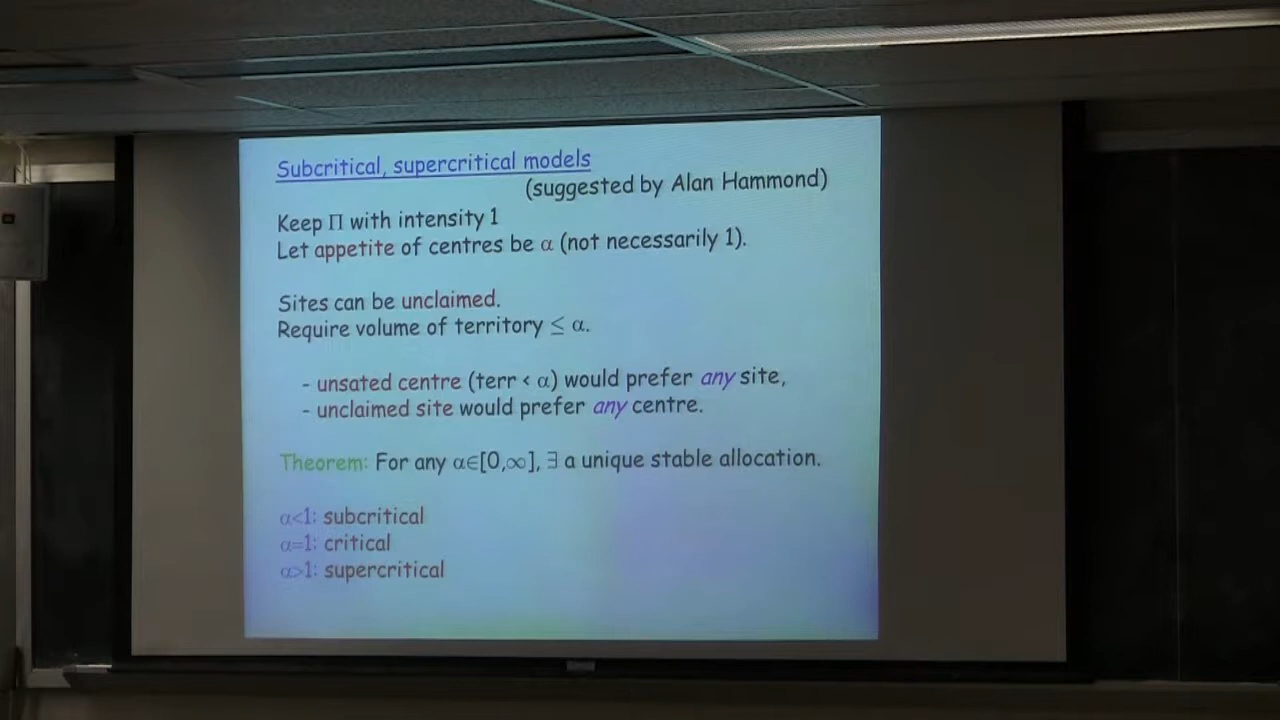 Subcritical, supercritical models
(suggested by Alan Hammond)
Keep Π with intensity 1
Let appetite of centres be α (not necessarily 1).
Sites can be unclaimed.
Require volume of territory ≤ α.
- unsated centre (terr < α) would prefer any site,
- unclaimed site would prefer any centre.
Theorem: For any α∈[0,∞], ∃ a unique stable allocation.
α<1: subcritical
α=1: critical
α>1: supercritical